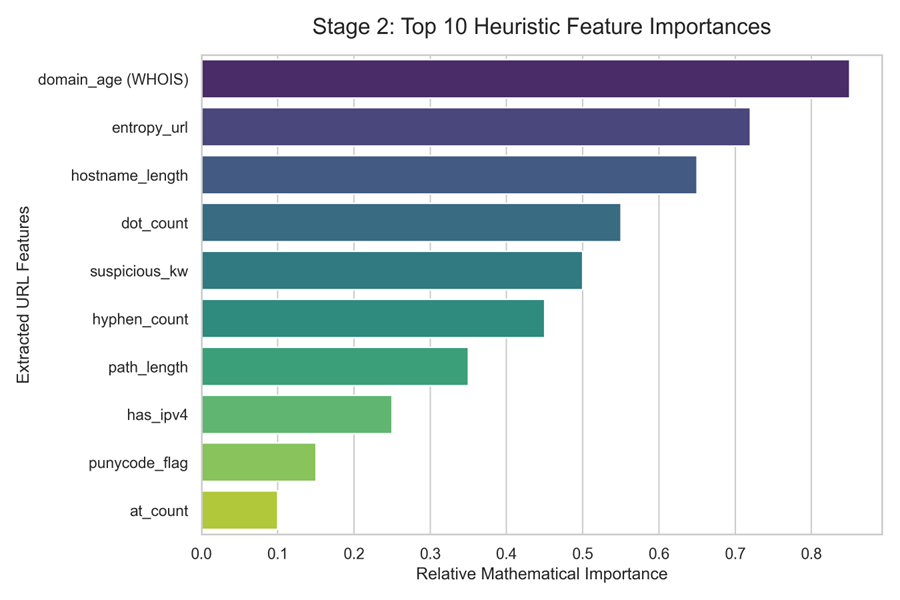 Stage 2: Top 10 Heuristic Feature Importances
Extracted URL Features
domain_age (WHOIS)
entropy_url
hostname_length
dot_count
suspicious_kw
hyphen_count
path_length
has_ipv4
punycode_flag
at_count
0.0 0.1 0.2 0.3 0.4 0.5 0.6 0.7 0.8
Relative Mathematical Importance